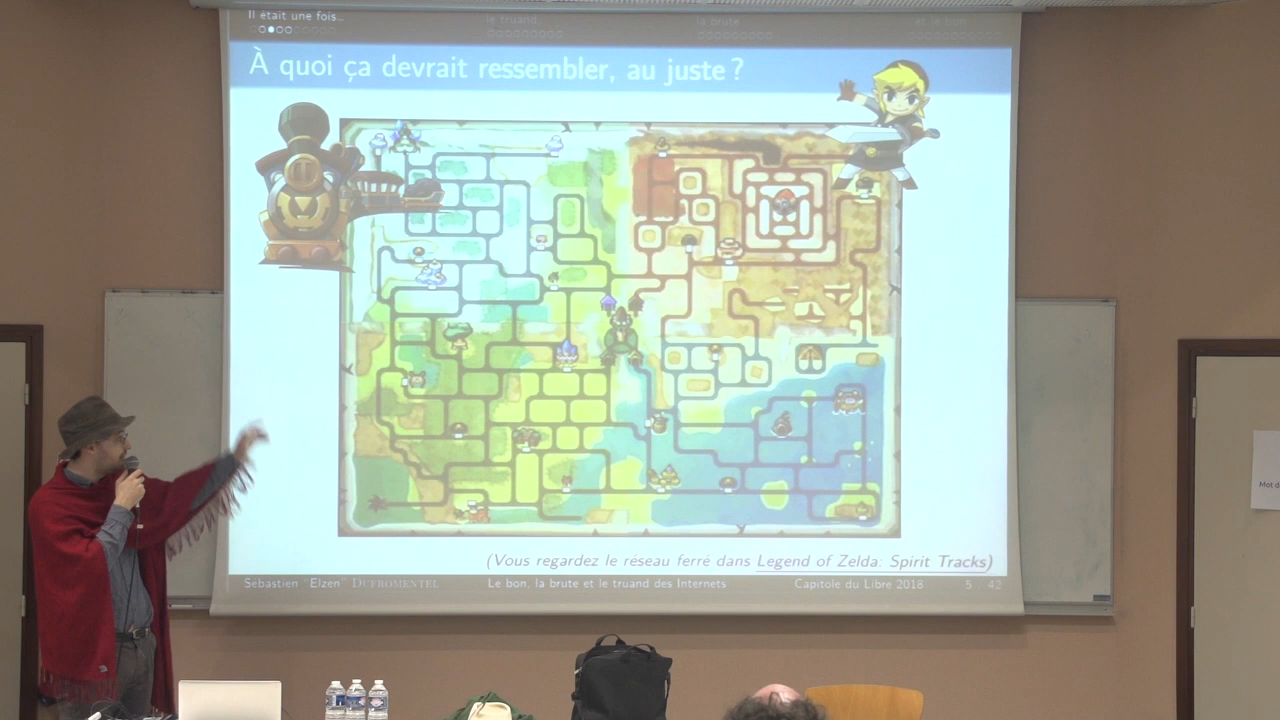 Il était une fois…
le truand…
la brute
et le bon
À quoi ça devrait ressembler, au juste ?
(Vous regardez le réseau ferré dans Legend of Zelda: Spirit Tracks)
Sébastien "Elzen" DUFROMENTEL
Le bon, la brute et le truand des Internets
Capitole du Libre 2018
5 / 42
Mot d